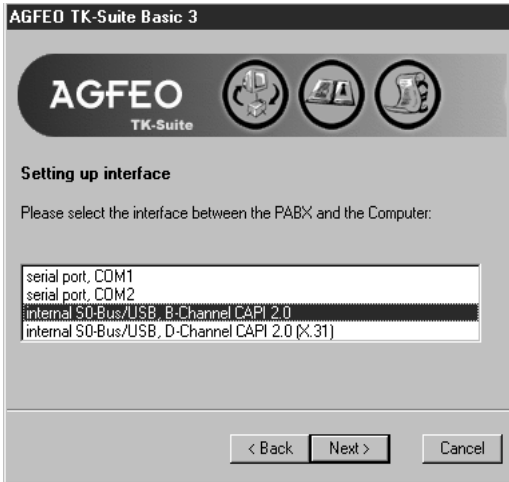 AGFEO TK-Suite Basic 3
AGFEO
TK-Suite
Setting up interface
Please select the interface between the PABX and the Computer:
serial port, COM1
serial port, COM2
internal S0-Bus/USB, B-Channel CAPI 2.0
internal S0-Bus/USB, D-Channel CAPI 2.0 (X.31)
< Back Next > Cancel